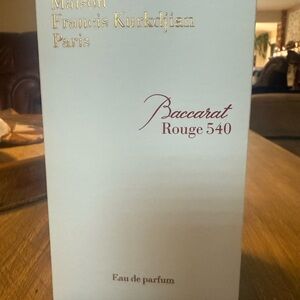 Maison
Francis Kurkdjian
Paris
Baccarat
Rouge 540
Eau de parfum